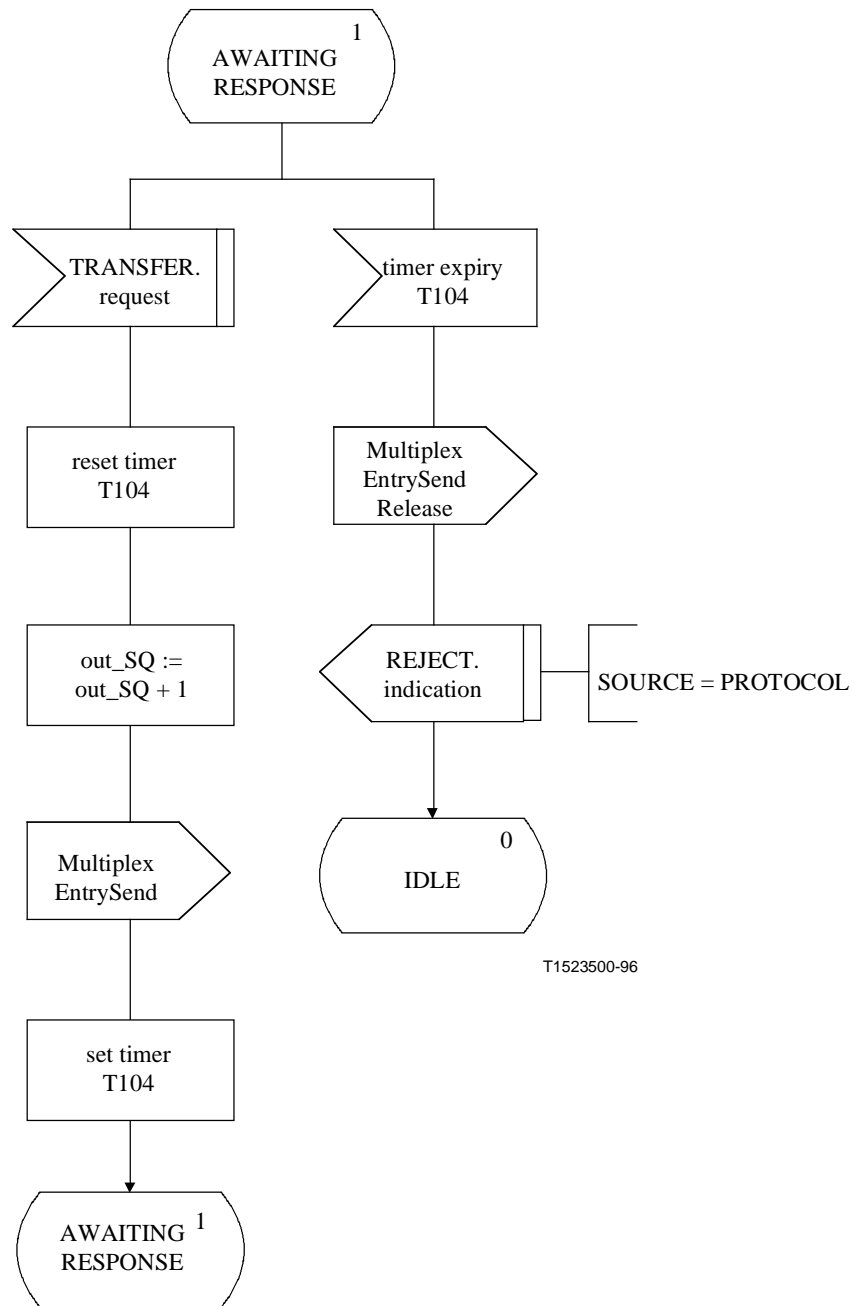 1
AWAITING
RESPONSE
TRANSFER.
request
timer expiry
T104
reset timer
T104
Multiplex
EntrySend
Release
out_SQ :=
out_SQ + 1
REJECT.
indication
SOURCE = PROTOCOL
Multiplex
EntrySend
0
IDLE
T1523500-96
set timer
T104
AWAITING 1
RESPONSE